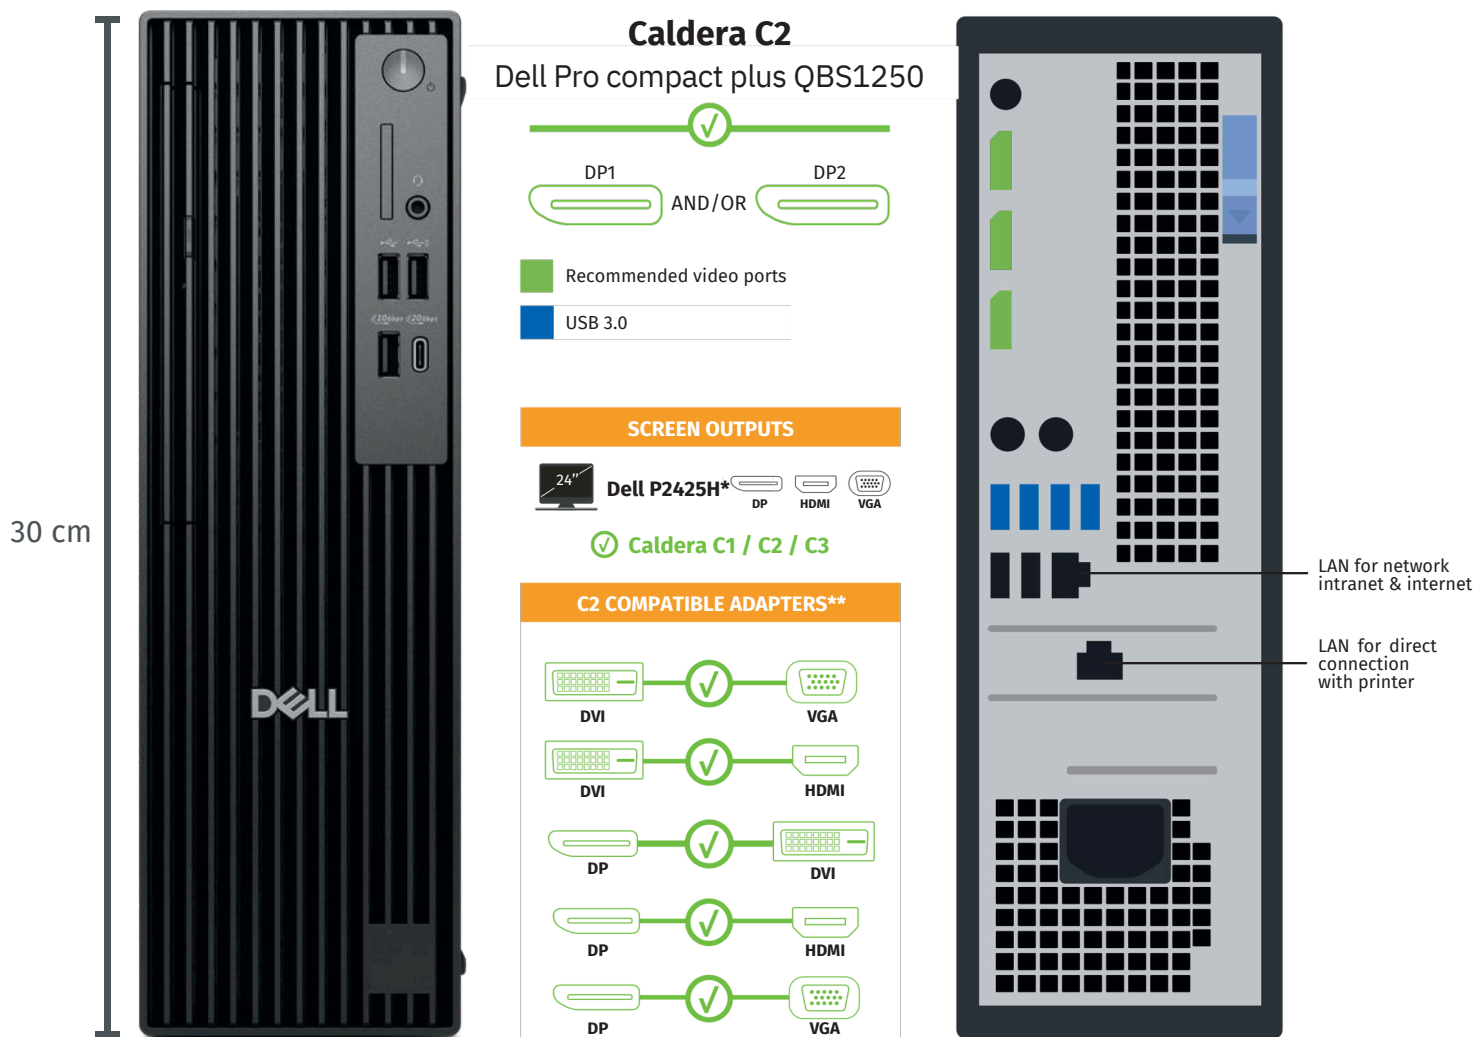 Caldera C2
Dell Pro compact plus QBS1250
DP1
AND/OR
DP2
Recommended video ports
USB 3.0
SCREEN OUTPUTS
24’’
Dell P2425H*
DP
HDMI
VGA
Caldera C1 / C2 / C3
C2 COMPATIBLE ADAPTERS**
DVI
VGA
DVI
HDMI
DP
DVI
DP
HDMI
DP
VGA
30 cm
DELL
10Gbps
20Gbps
LAN for network
intranet & internet
LAN for direct
connection
with printer